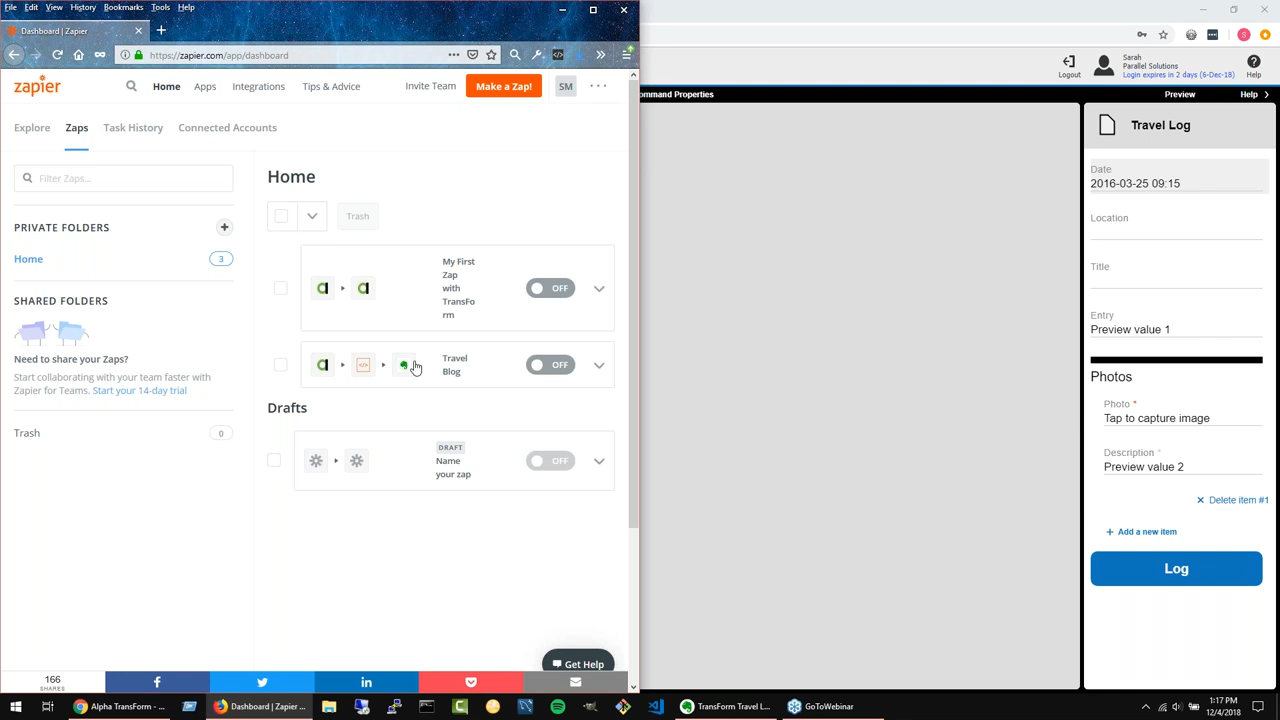 File Edit View History Bookmarks Tools Help
Dashboard | Zapier
https://zapier.com/app/dashboard
zapier
Home Apps Integrations Tips & Advice Invite Team Make a Zap! SM
Explore Zaps Task History Connected Accounts
Filter Zaps...
PRIVATE FOLDERS
Home 3
SHARED FOLDERS
Need to share your Zaps?
Start collaborating with your team faster with
Zapier for Teams. Start your 14-day trial
Trash 0
Home
Trash
My First
Zap
with
TransFo
rm
OFF
Travel
Blog
OFF
Drafts
DRAFT
Name
your zap
OFF
Get Help
166
SHARES
S
Logout
Sarah
Parallel Solutions
Login expires in 2 days (6-Dec-18)
Help
ommand Properties Preview Help
Travel Log
Date
2016-03-25 09:15
Location
Title
Entry
Preview value 1
Photos
Photo *
Tap to capture image
Description *
Preview value 2
Delete item #1
Add a new item
Log
Alpha TransForm - ...
Dashboard | Zapier ...
TransForm Travel L...
GoToWebinar
1:17 PM
12/4/2018